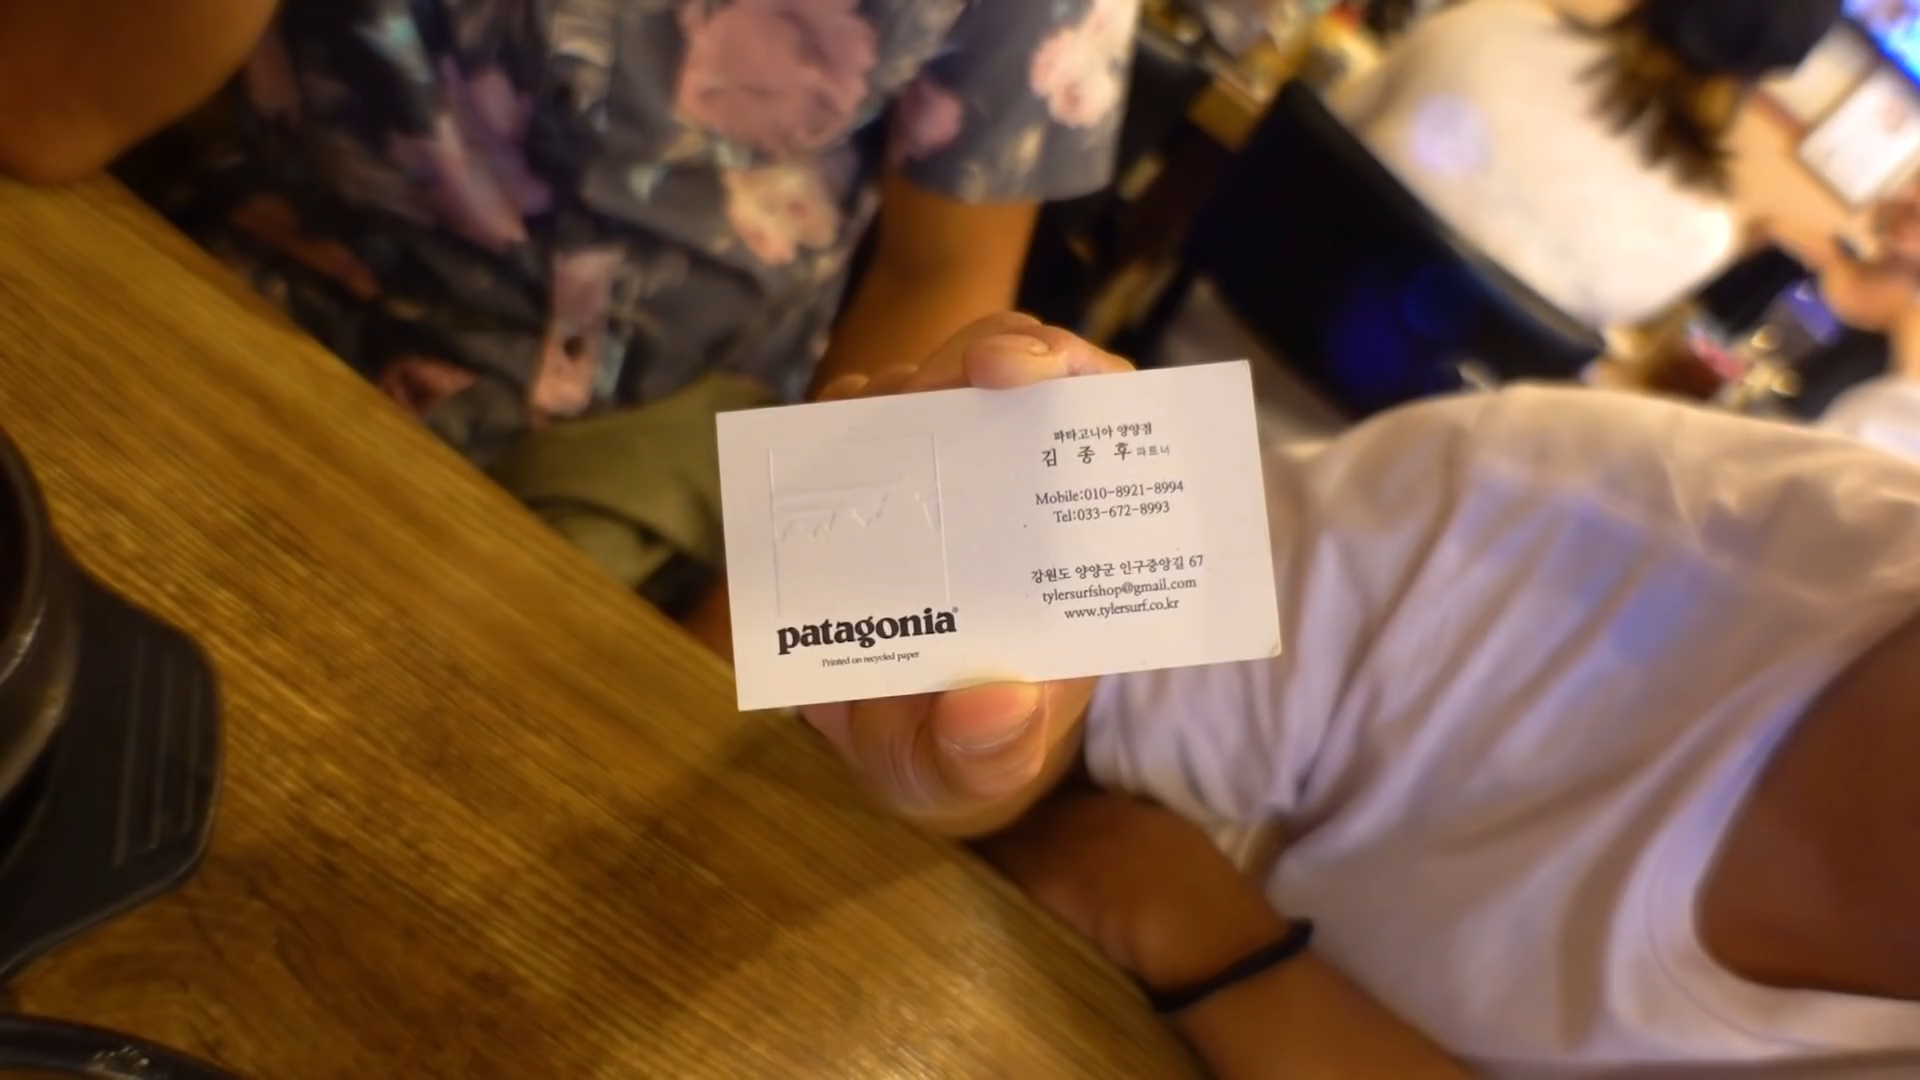 patagonia®
Printed on recycled paper
파타고니아 양양점
김 종 후 파트너
Mobile:010-8921-8994
Tel:033-672-8993
강원도 양양군 인구중앙길 67
tylersurfshop@gmail.com
www.tylersurf.co.kr